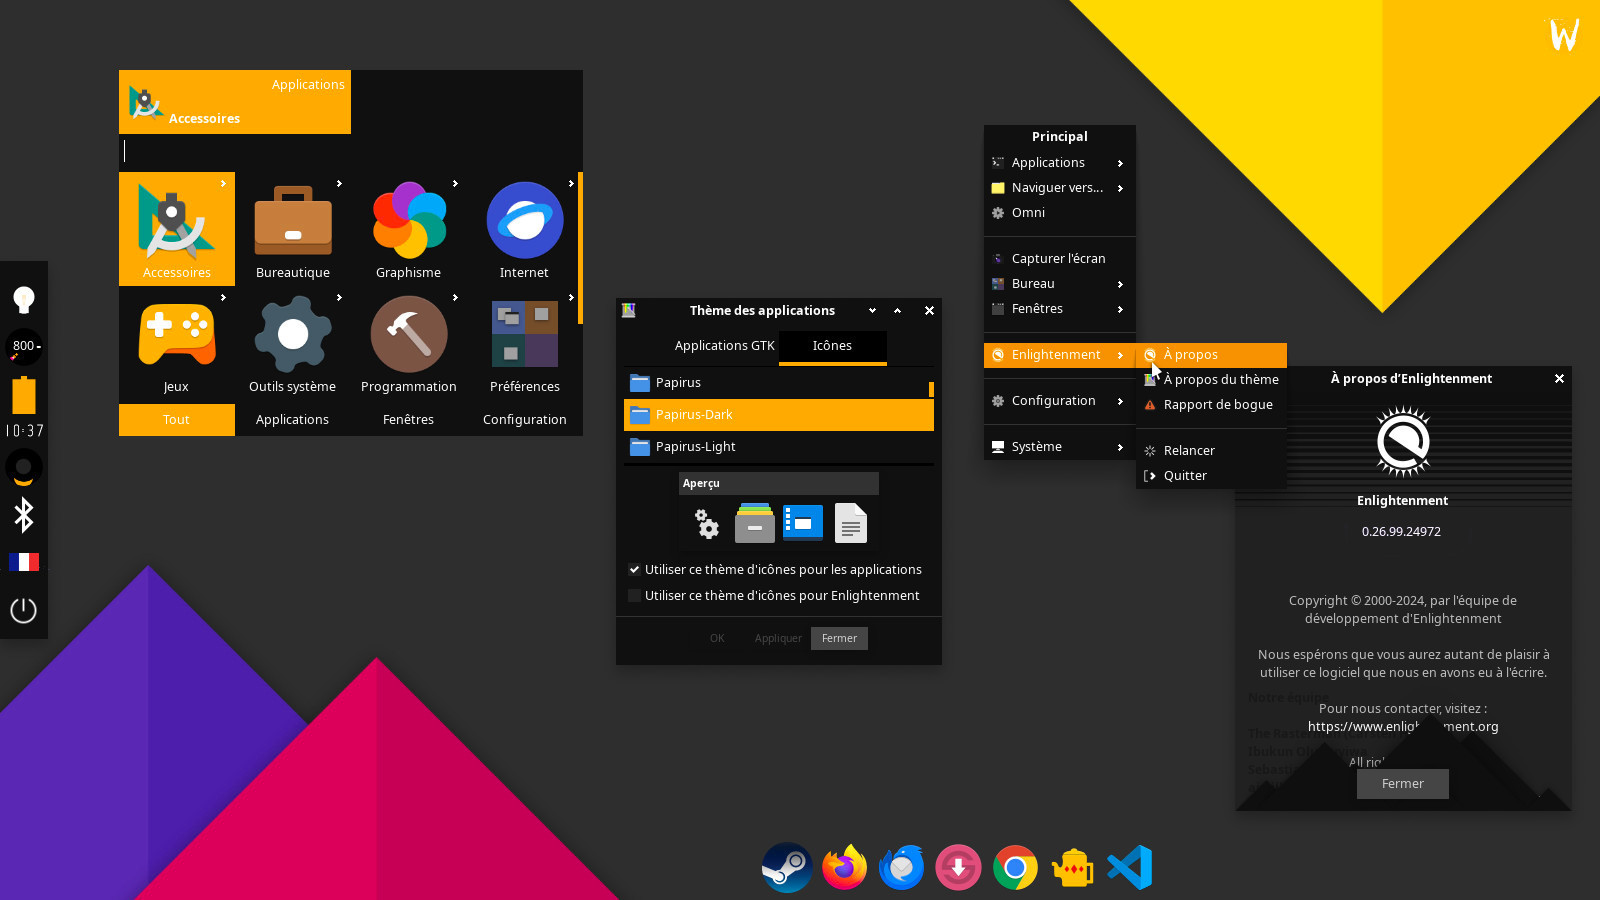 W
Applications
Accessoires
Accessoires
Bureautique
Graphisme
Internet
Jeux
Outils système
Programmation
Préférences
Tout
Applications
Fenêtres
Configuration
800
10:37
Thème des applications
Applications GTK
Icônes
Papirus
Papirus-Dark
Papirus-Light
Aperçu
Utiliser ce thème d'icônes pour les applications
Utiliser ce thème d'icônes pour Enlightenment
OK
Appliquer
Fermer
Principal
Applications
Naviguer vers...
Omni
Capturer l'écran
Bureau
Fenêtres
Enlightenment
Configuration
Système
À propos
À propos du thème
Rapport de bogue
Relancer
Quitter
À propos d’Enlightenment
Enlightenment
0.26.99.24972
Copyright © 2000-2024, par l'équipe de
développement d'Enlightenment
Nous espérons que vous aurez autant de plaisir à
utiliser ce logiciel que nous en avons eu à l'écrire.
Notre équipe
Pour nous contacter, visitez :
https://www.enlightenment.org
The
Ibukun
All
Fermer